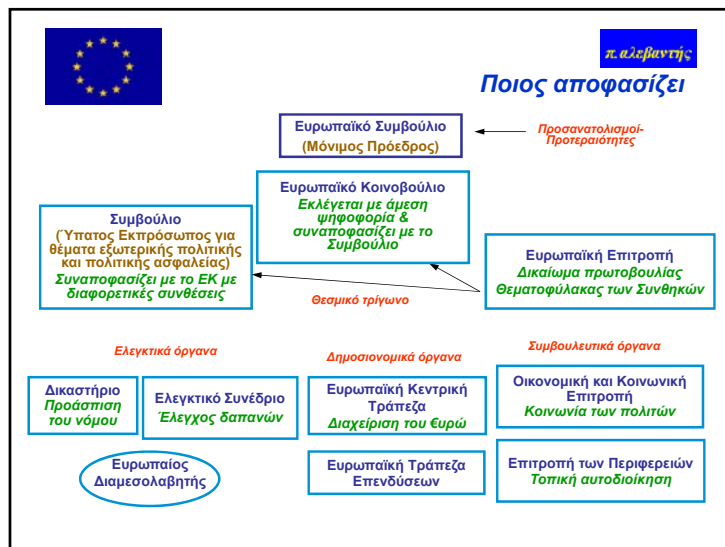 π.αλεβαντής
Ποιος αποφασίζει
Ευρωπαϊκό Συμβούλιο
(Μόνιμος Πρόεδρος)
Προσανατολισμοί-
Προτεραιότητες
Ευρωπαϊκό Κοινοβούλιο
Εκλέγεται με άμεση
ψηφοφορία &
συναποφασίζει με το
Συμβούλιο
Συμβούλιο
(Ύπατος Εκπρόσωπος για
θέματα εξωτερικής πολιτικής
και πολιτικής ασφαλείας)
Συναποφασίζει με το ΕΚ με
διαφορετικές συνθέσεις
Ευρωπαϊκή Επιτροπή
Δικαίωμα πρωτοβουλίας
Θεματοφύλακας των Συνθηκών
Θεσμικό τρίγωνο
Ελεγκτικά όργανα
Δημοσιονομικά όργανα
Συμβουλευτικά όργανα
Δικαστήριο
Προάσπιση
του νόμου
Ελεγκτικό Συνέδριο
Έλεγχος δαπανών
Ευρωπαϊκή Κεντρική
Τράπεζα
Διαχείριση του €υρώ
Οικονομική και Κοινωνική
Επιτροπή
Κοινωνία των πολιτών
Ευρωπαίος
Διαμεσολαβητής
Ευρωπαϊκή Τράπεζα
Επενδύσεων
Επιτροπή των Περιφερειών
Τοπική αυτοδιοίκηση